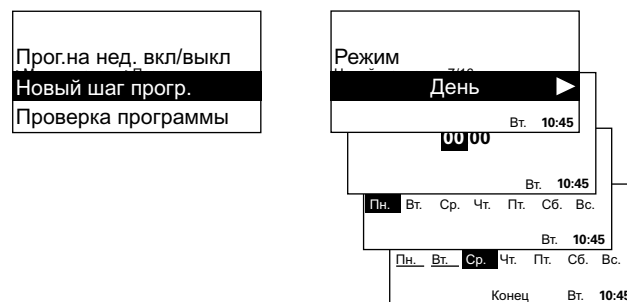 Прог.на нед. вкл/выкл
Новый шаг прогр.
Проверка программы
Режим
День
Вт. 10:45
00 00
Вт. 10:45
Пн. Вт. Ср. Чт. Пт. Сб. Вс.
Вт. 10:45
Пн. Вт. Ср. Чт. Пт. Сб. Вс.
Конец Вт. 10:45